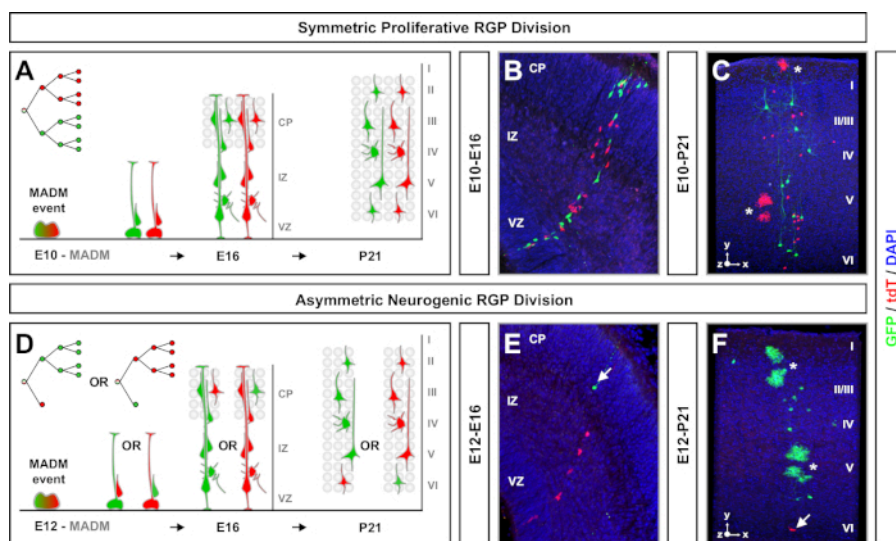 Symmetric Proliferative RGP Division
A
MADM
event
CP
IZ
VZ
I
II
III
IV
V
VI
E10 - MADM → E16 → P21
E10-E16
B
CP
IZ
VZ
E10-P21
C
*
I
II/III
IV
V
*
VI
y
z x
Asymmetric Neurogenic RGP Division
D
OR
MADM
event
OR
OR
CP
IZ
VZ
OR
I
II
III
IV
V
VI
E12 - MADM → E16 → P21
E12-E16
E
CP
IZ
VZ
E12-P21
F
I
*
II/III
IV
V
*
VI
y
z x
GFP / tdT / DAPI